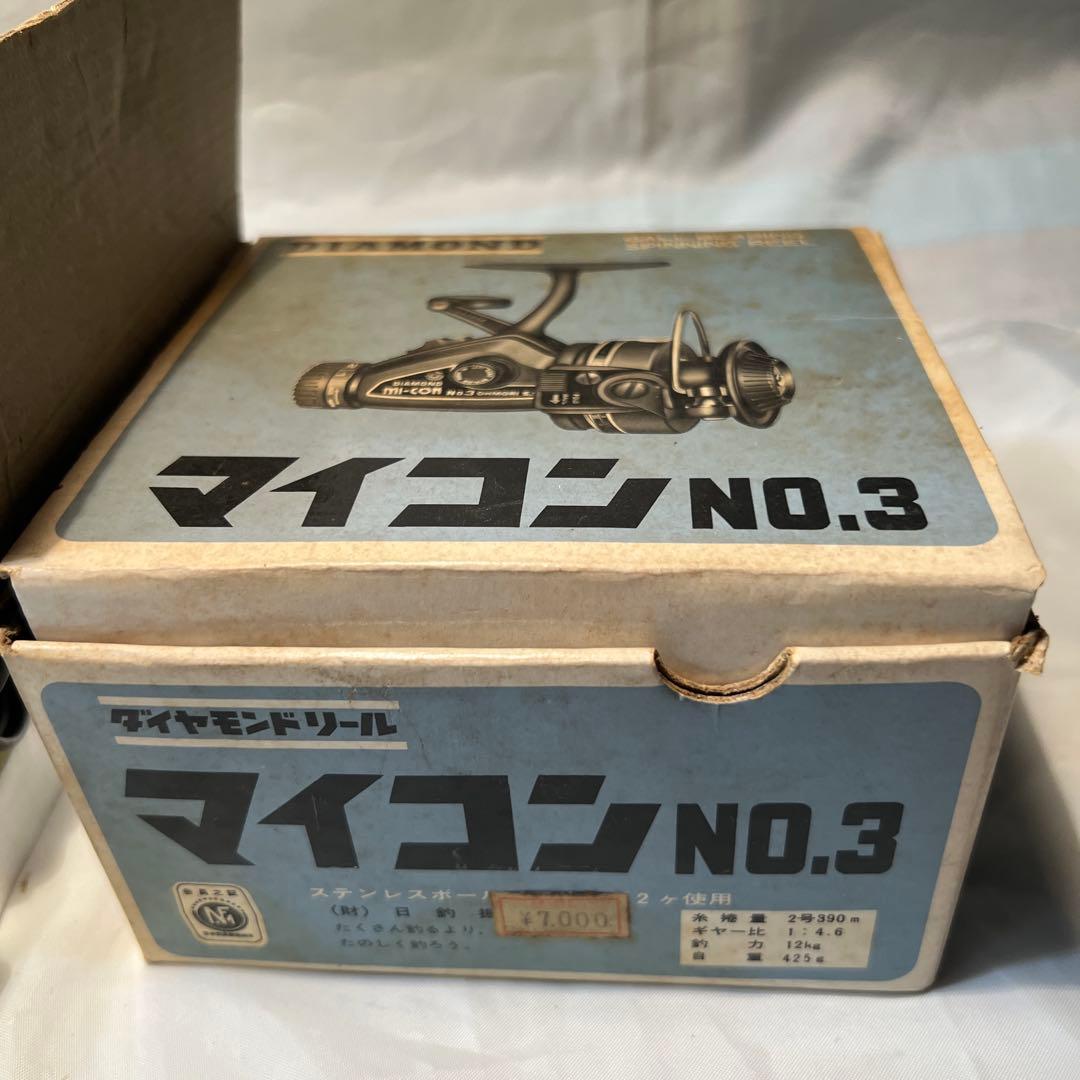 DIAMOND
SPINNING REEL
DIAMOND
mi-com
No.3 OHMORI
マイコンNO.3
ダイヤモンドリール
マイコンNO.3
ステンレスボール
2ヶ使用
(財)日釣振
たくさん釣るより、
たのしく釣ろう。
¥7,000
糸捲量 2号390m
ギヤー比 1:4.6
釣力 12kg
自重 425g